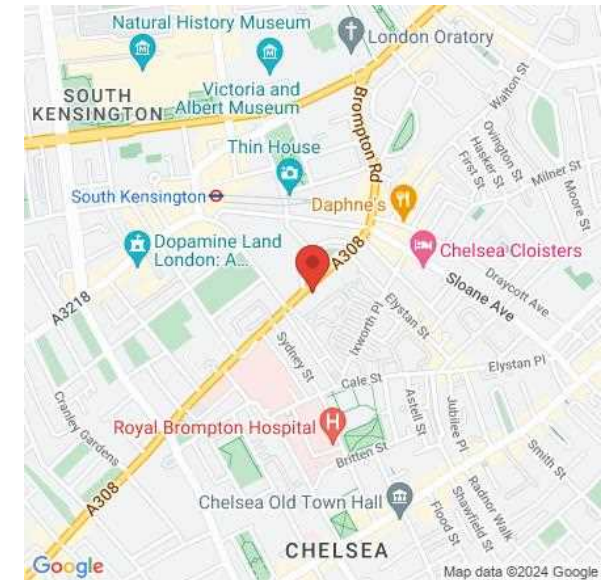 Natural History Museum
London Oratory
Victoria and
Albert Museum
SOUTH
KENSINGTON
Walton St
Brompton Rd
Ovington St
Hasker St
First St
Milner St
Moore St
Thin House
South Kensington
Daphne's
Dopamine Land
London: A...
A308
Chelsea Cloisters
Draycott Ave
Sloane Ave
A3218
Elystan St
Ixworth Pl
Sydney St
Elystan Pl
Cale St
Cranley Gardens
Astell St
Jubilee Pl
Royal Brompton Hospital
Britten St
Smith St
Radnor Walk
Shawfield St
Flood St
A308
Chelsea Old Town Hall
CHELSEA
Google
Map data ©2024 Google